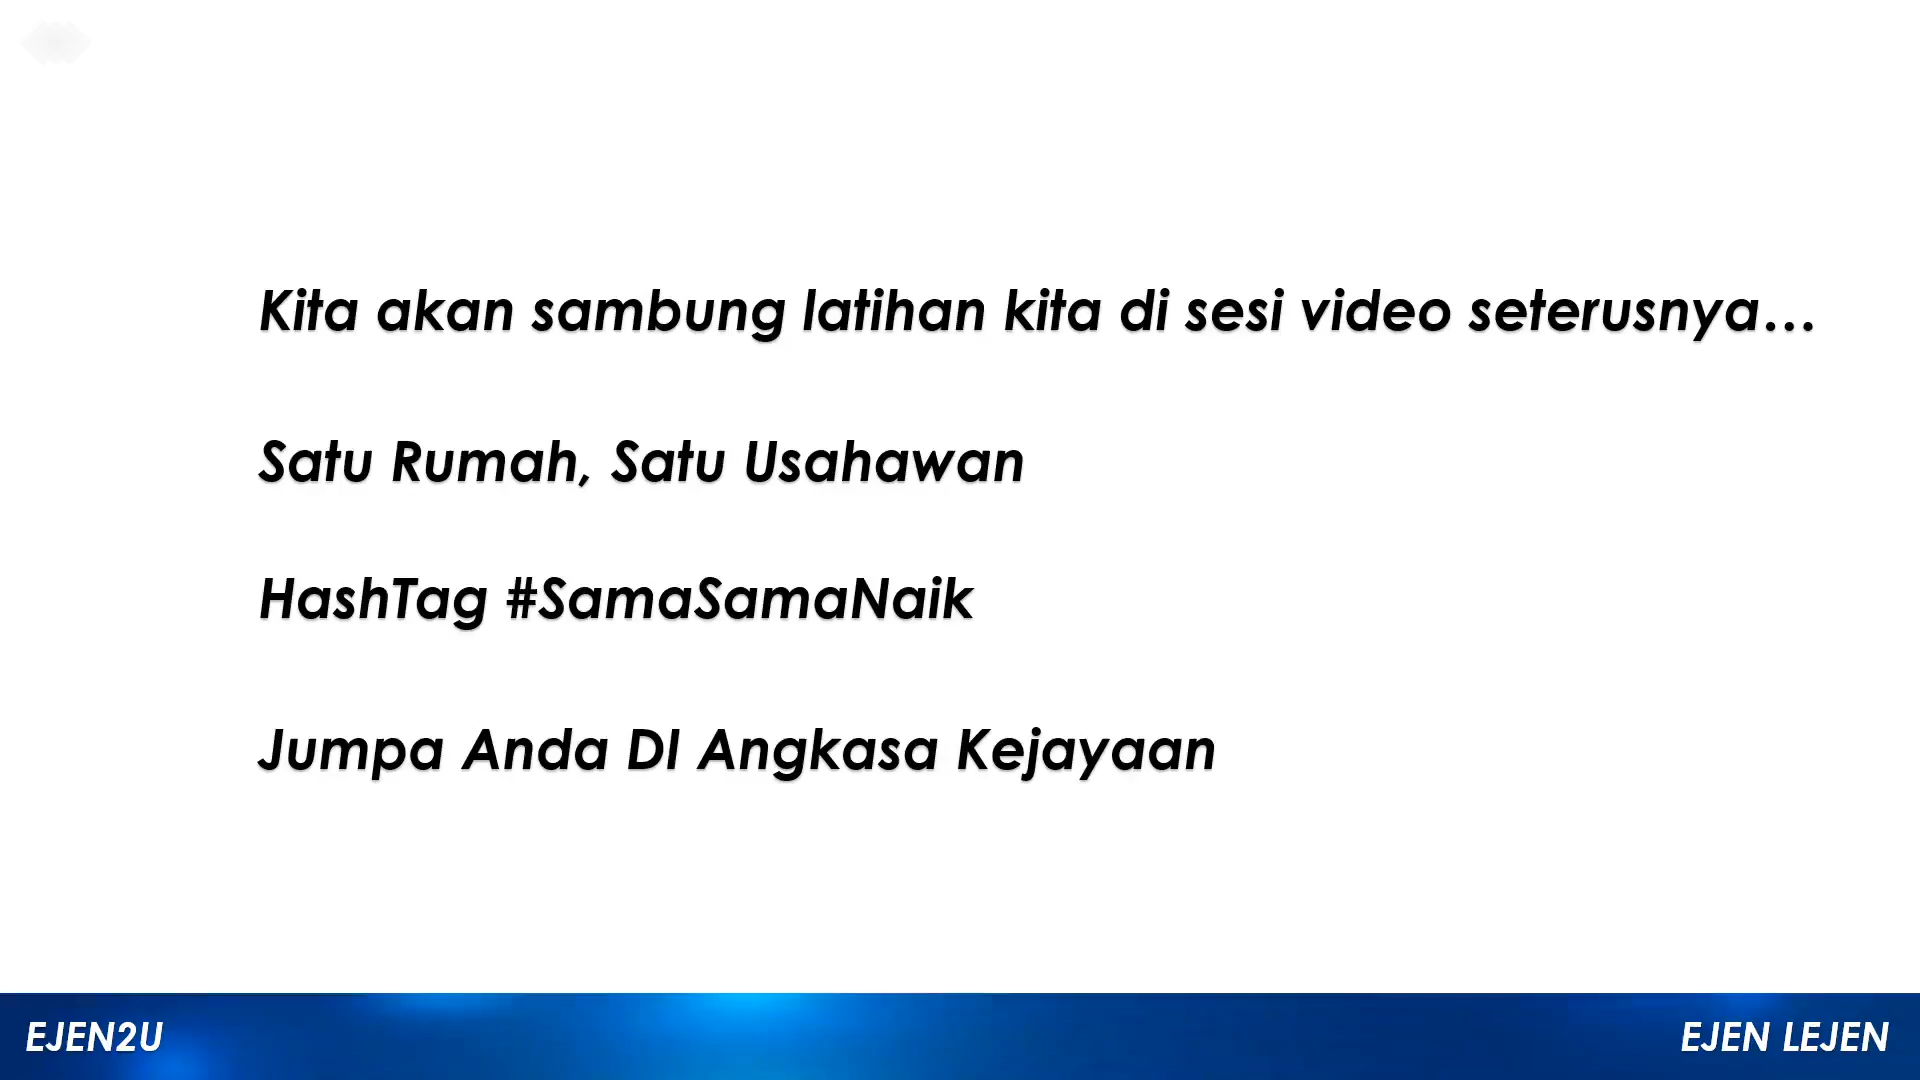 Kita akan sambung latihan kita di sesi video seterusnya...
Satu Rumah, Satu Usahawan
HashTag #SamaSamaNaik
Jumpa Anda DI Angkasa Kejayaan
EJEN2U
EJEN LEJEN